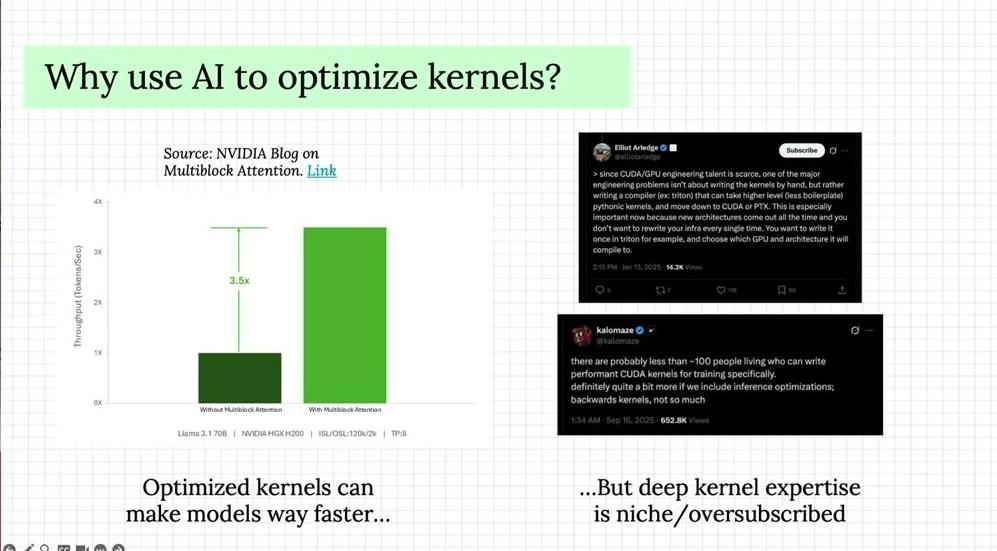 Why use AI to optimize kernels?
Source: NVIDIA Blog on
Multiblock Attention. Link
4X
3X
2X
1X
0X
Throughput (Tokens/Sec)
3.5x
Without Multiblock Attention
With Multiblock Attention
Llama 3.1 70B | NVIDIA HGX H200 | ISL/OSL:120k/2k | TP:8
Optimized kernels can
make models way faster...
Elliot Arledge
@elliotarledge
Subscribe
> since CUDA/GPU engineering talent is scarce, one of the major
engineering problems isn't about writing the kernels by hand, but rather
writing a compiler (ex: triton) that can take higher level (less boilerplate)
pythonic kernels, and move down to CUDA or PTX. This is especially
important now because new architectures come out all the time and you
don't want to rewrite your infra every single time. You want to write it
once in triton for example, and choose which GPU and architecture it will
compile to.
2:15 PM · Jan 13, 2025 · 14.2K Views
3
7
kalomaze
@kalomaze
there are probably less than ~100 people living who can write
performant CUDA kernels for training specifically.
definitely quite a bit more if we include inference optimizations;
backwards kernels, not so much
1:34 AM · Sep 16, 2025 · 652.8K Views
...But deep kernel expertise
is niche/oversubscribed